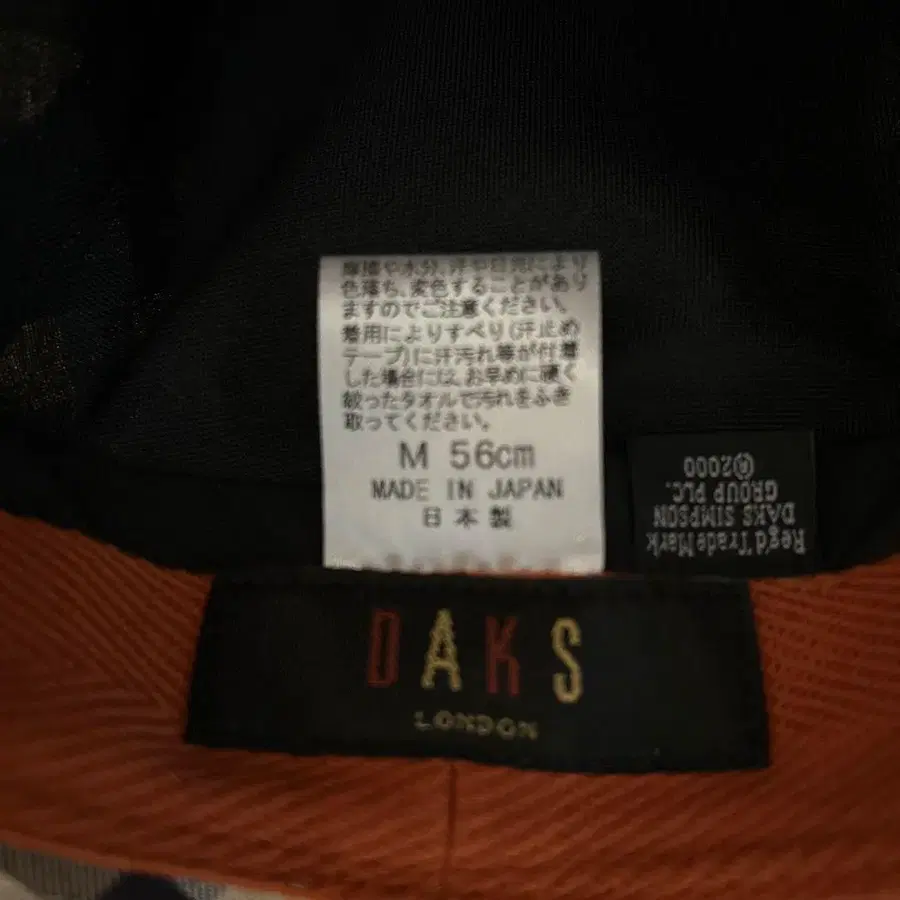 摩擦や水分、汗や日光により
色落ち、変色することがあり
ますのでご注意ください。
着用によりすべり(汗止め
テープ)に汗汚れ等が付着
した場合には、お早めに硬く
絞ったタオルで汚れをふき
取ってください。
M 56cm
MADE IN JAPAN
日本製
Reg'd Trade Mark
DAKS SIMPSON
GROUP PLC.
Ⓐ2000
DAKS
LONDON